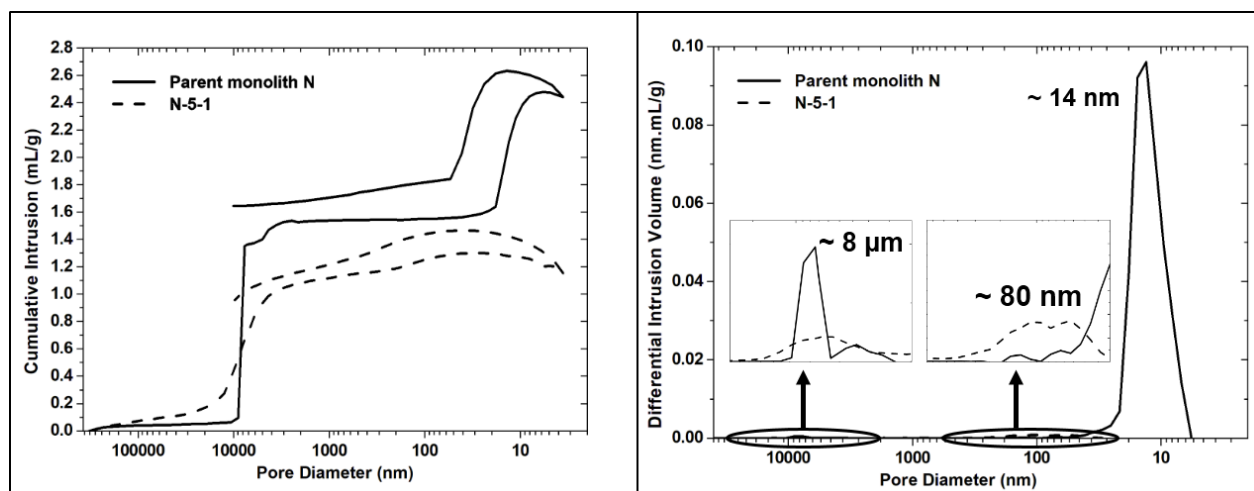 2.8
2.6
2.4
2.2
2.0
1.8
1.6
1.4
1.2
1.0
0.8
0.6
0.4
0.2
0.0
Cumulative Intrusion (mL/g)
Parent monolith N
N-5-1
100000 10000 1000 100 10
Pore Diameter (nm)
0.10
0.08
0.06
0.04
0.02
0.00
Differential Intrusion Volume (nm.mL/g)
Parent monolith N
N-5-1
~ 14 nm
~ 8 µm
~ 80 nm
10000 1000 100 10
Pore Diameter (nm)